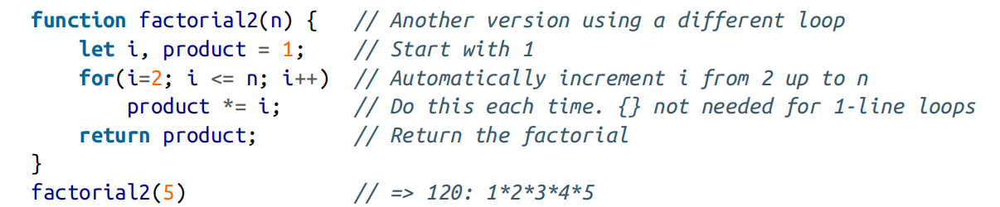 function factorial2(n) {   // Another version using a different loop
    let i, product = 1;    // Start with 1
    for(i=2; i <= n; i++)  // Automatically increment i from 2 up to n
        product *= i;      // Do this each time. {} not needed for 1-line loops
    return product;        // Return the factorial
}
factorial2(5)              // => 120: 1*2*3*4*5